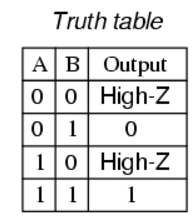 Truth table
A B Output
0 0 High-Z
0 1 0
1 0 High-Z
1 1 1